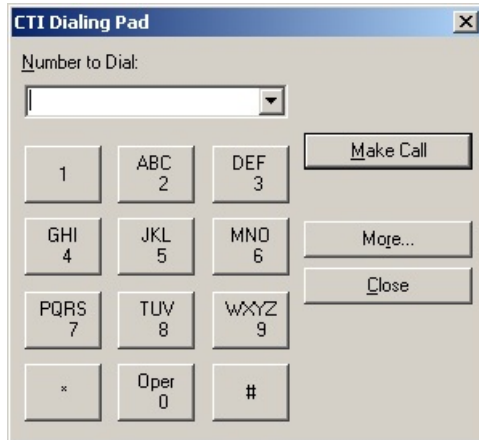 CTI Dialing Pad
Number to Dial:
Make Call
1
ABC
2
DEF
3
GHI
4
JKL
5
MNO
6
More...
Close
PQRS
7
TUV
8
WXYZ
9
*
Oper
0
#